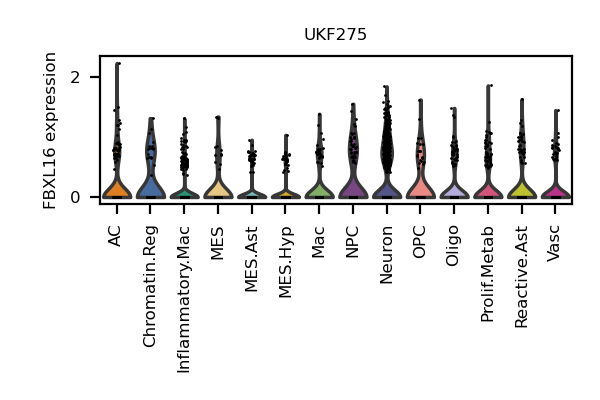 UKF275
FBXL16 expression
2
0
AC
Chromatin.Reg
Inflammatory.Mac
MES
MES.Ast
MES.Hyp
Mac
NPC
Neuron
OPC
Oligo
Prolif.Metab
Reactive.Ast
Vasc